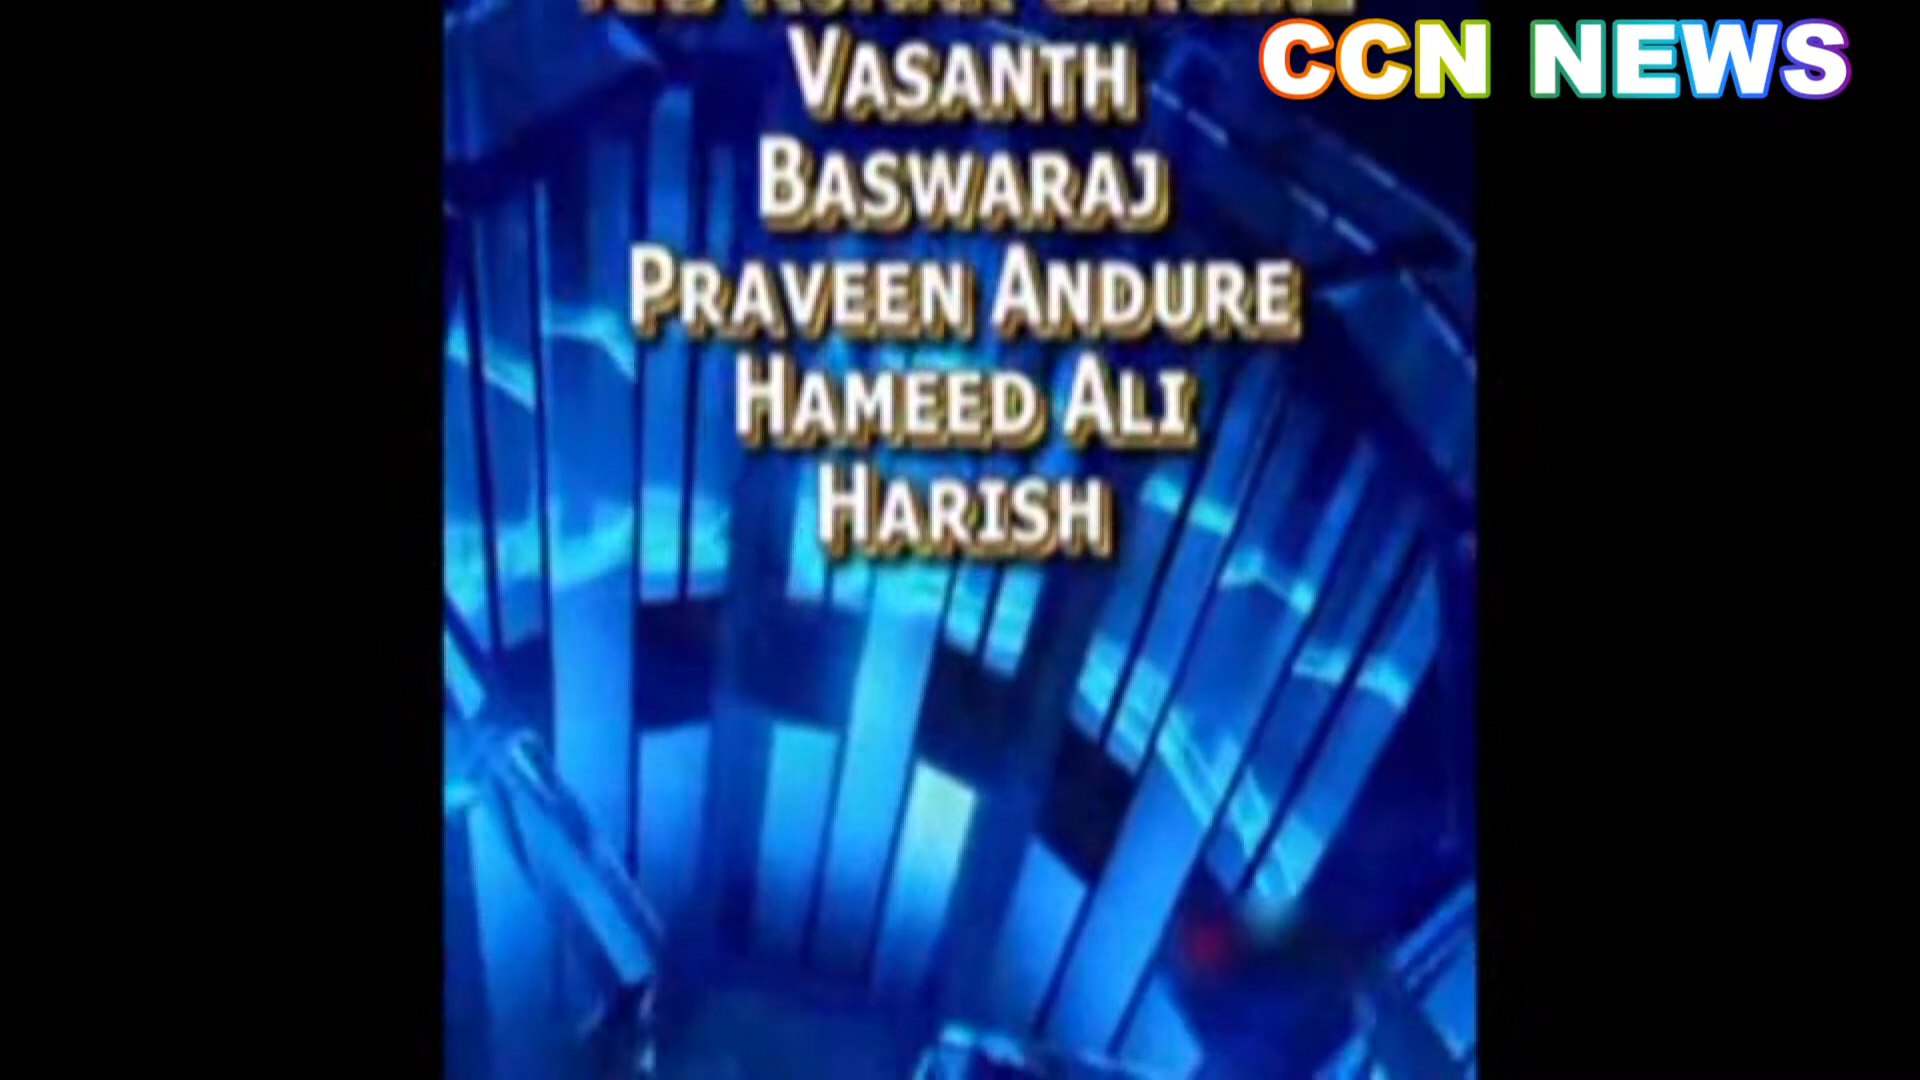 CCN NEWS
VASANTH
BASWARAJ
PRAVEEN ANDURE
HAMEED ALI
HARISH